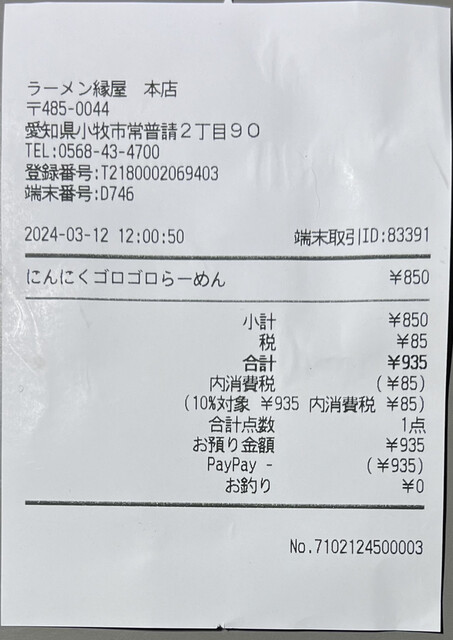 ラーメン縁屋　本店
〒485-0044
愛知県小牧市常普請２丁目９０
TEL:0568-43-4700
登録番号:T2180002069403
端末番号:D746
2024-03-12 12:00:50 端末取引ID:83391
にんにくゴロゴロらーめん ¥850
小計 ¥850
税 ¥85
合計 ¥935
内消費税 (¥85)
(10%対象 ¥935 内消費税 ¥85)
合計点数 1点
お預り金額 ¥935
PayPay - (¥935)
お釣り ¥0
No.7102124500003